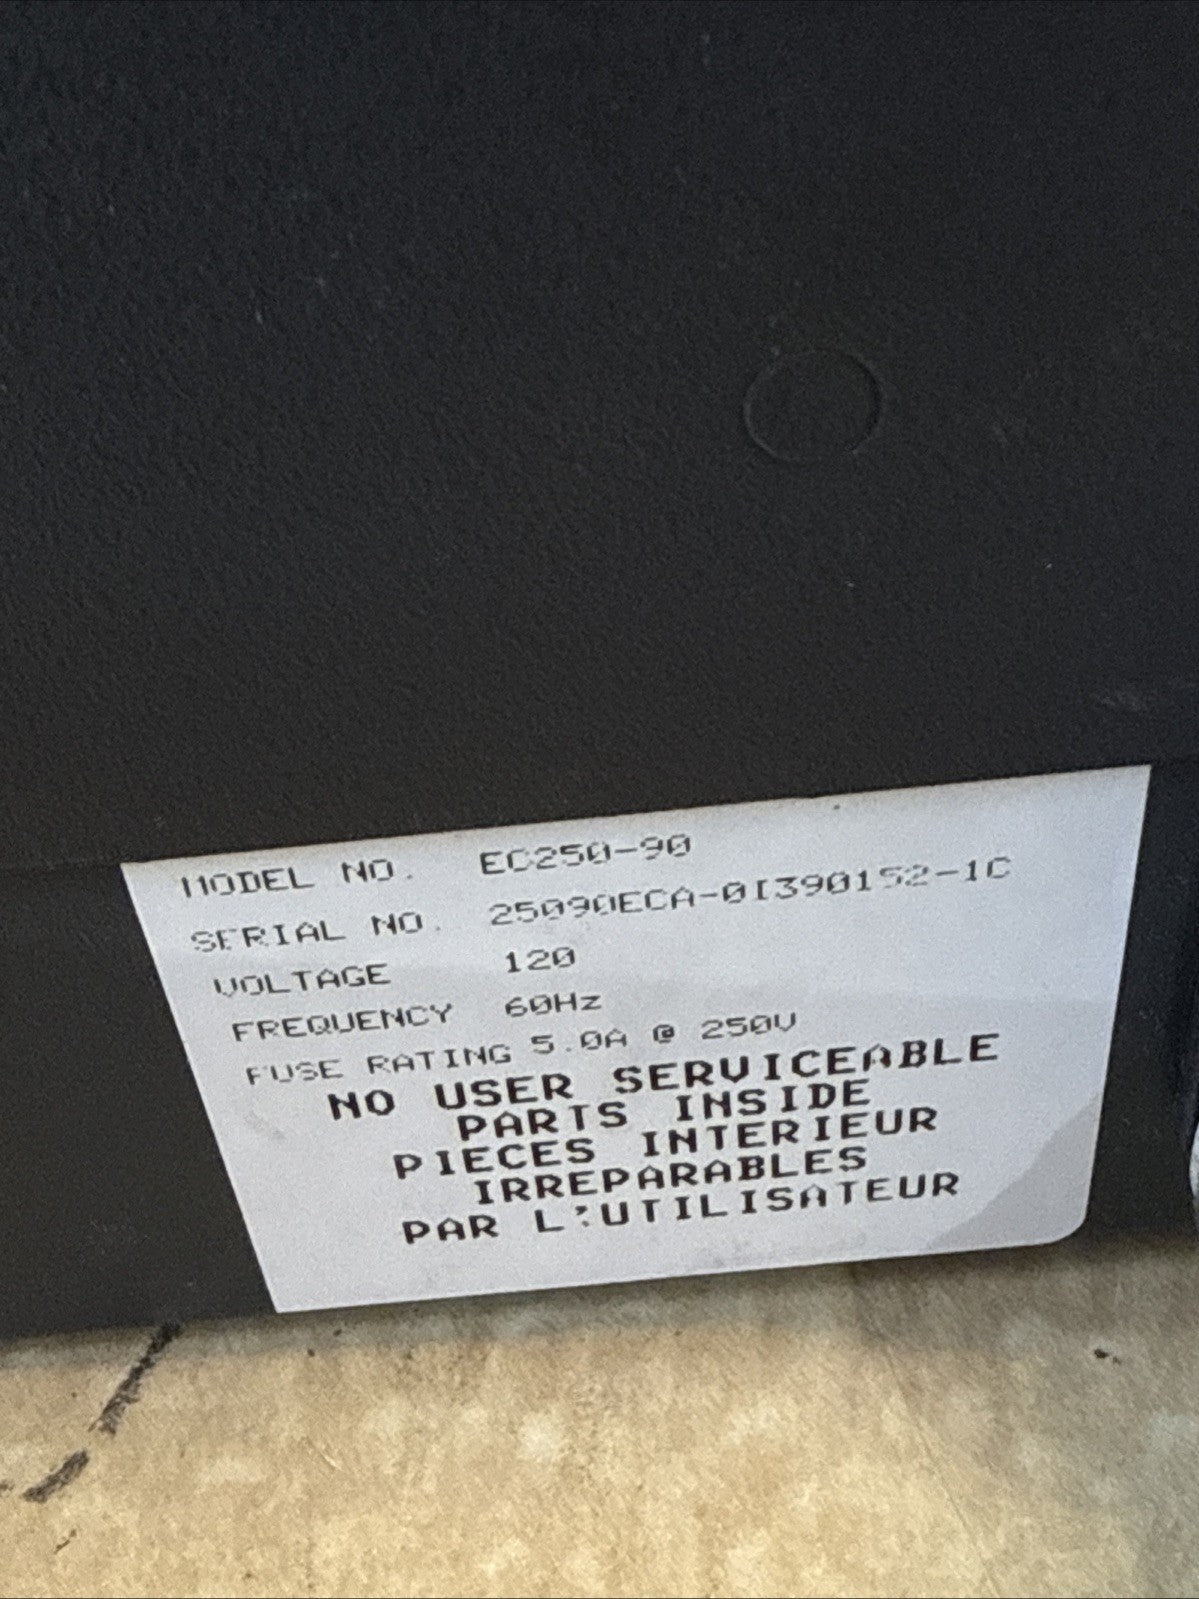 MODEL NO. EC250-90
SERIAL NO. 25090ECA-0I390152-1C
VOLTAGE 120
FREQUENCY 60Hz
FUSE RATING 5.0A @ 250V
NO USER SERVICEABLE
PARTS INSIDE
PIECES INTERIEUR
IRREPARABLES
PAR L'UTILISATEUR